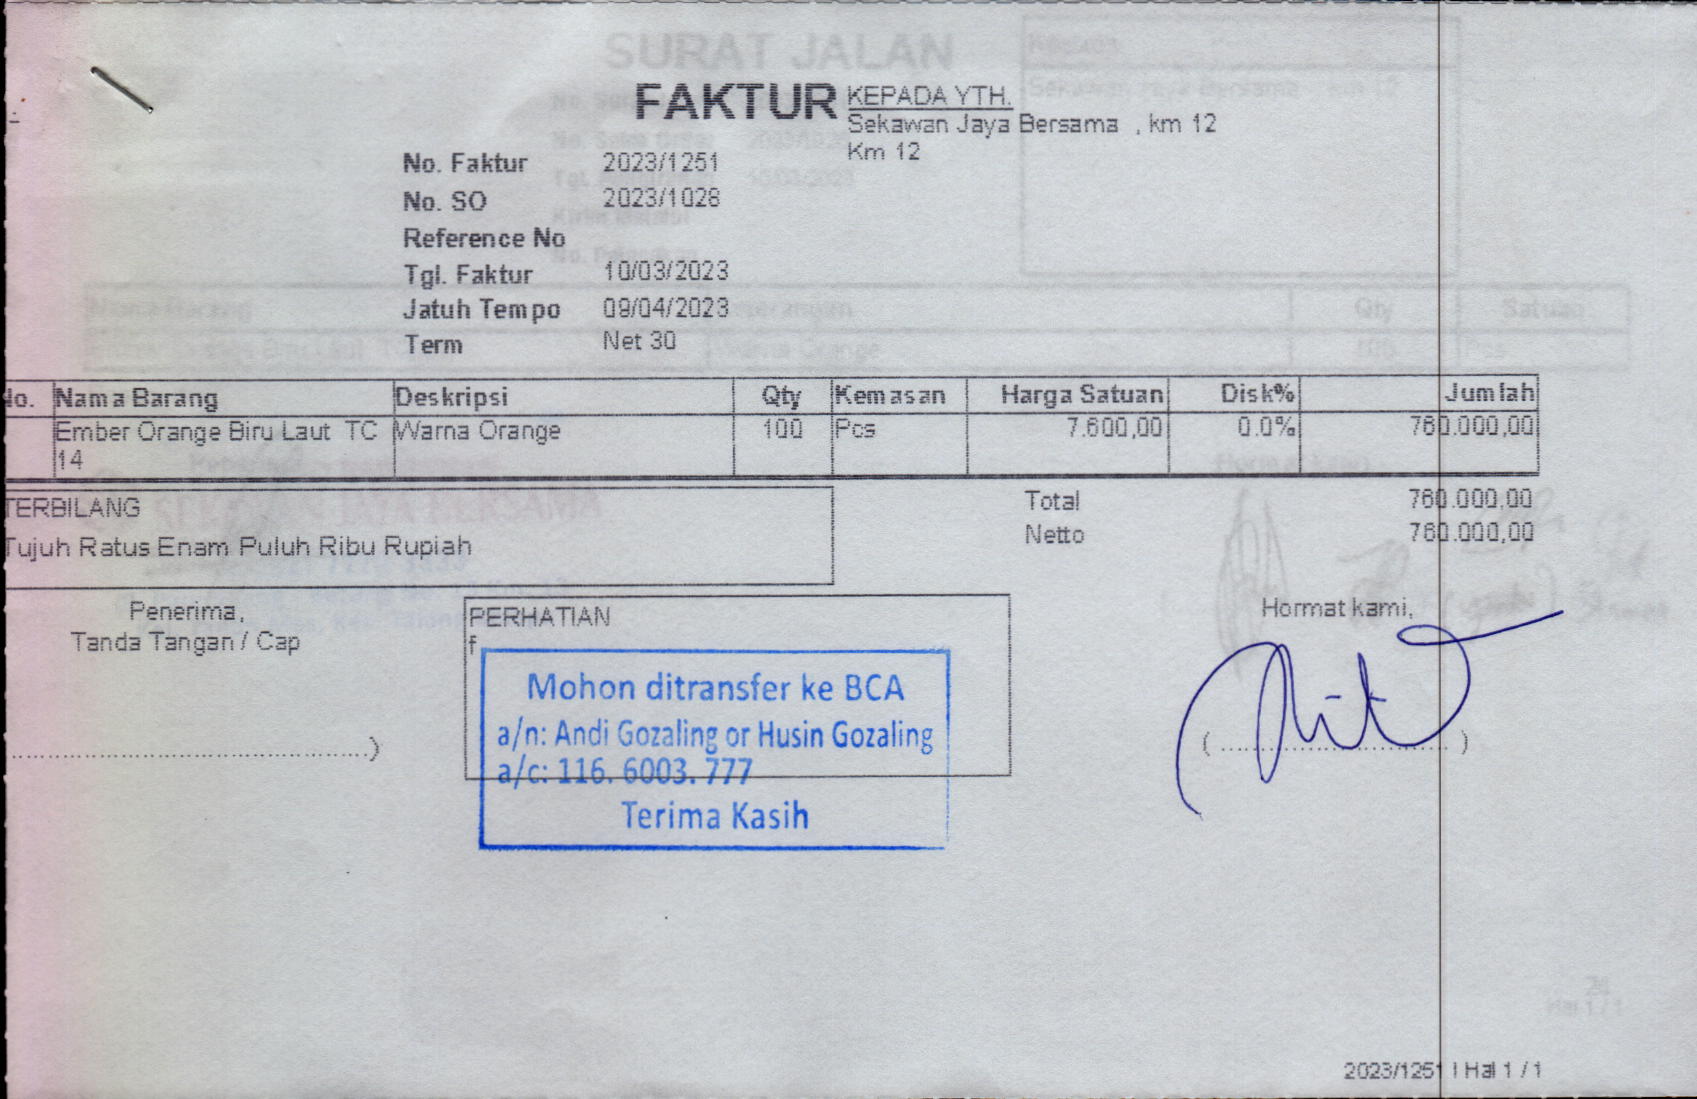 FAKTUR
KEPADA YTH.
Sekawan Jaya Bersama , km 12
Km 12
No. Faktur 2023/1251
No. SO 2023/1028
Reference No
Tgl. Faktur 10/03/2023
Jatuh Tempo 09/04/2023
Term Net 30
No. Nama Barang Deskripsi Qty Kemasan Harga Satuan Disk% Jumlah
Ember Orange Biru Laut TC Warna Orange 100 Pcs 7.600,00 0.0% 760.000,00
14
TERBILANG
Tujuh Ratus Enam Puluh Ribu Rupiah
Total 760.000,00
Netto 760.000,00
Penerima,
Tanda Tangan / Cap
PERHATIAN
f
Mohon ditransfer ke BCA
a/n: Andi Gozaling or Husin Gozaling
a/c: 116. 6003. 777
Terima Kasih
Hormat kami,
2023/1251 | Hal 1 / 1
SURAT JALAN